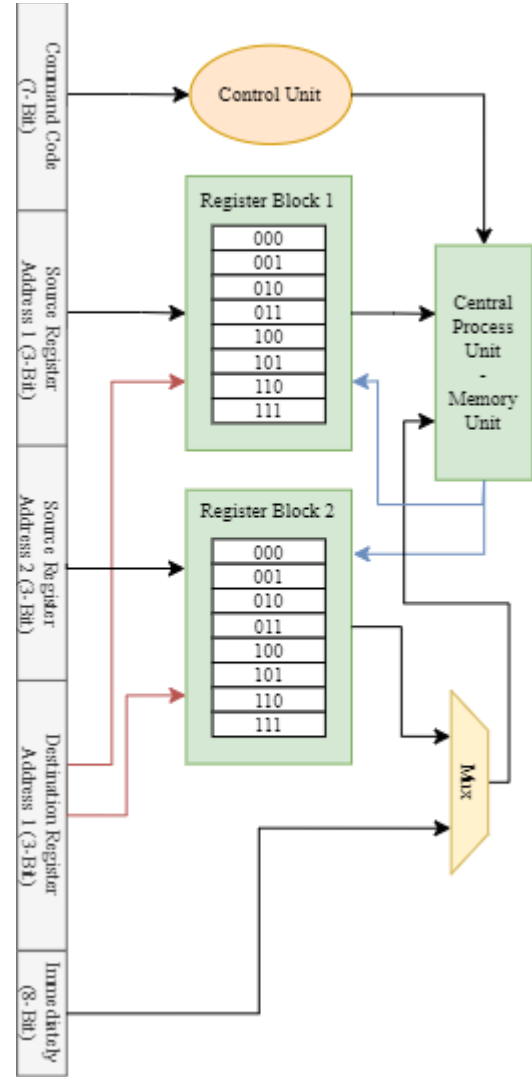 Command Code
(7-Bit)
Source Register
Address 1 (3-Bit)
Source Register
Address 2 (3-Bit)
Destination Register
Address 1 (3-Bit)
Immediately
(8-Bit)
Control Unit
Register Block 1
000
001
010
011
100
101
110
111
Central
Process
Unit
-
Memory
Unit
Register Block 2
000
001
010
011
100
101
110
111
Mux